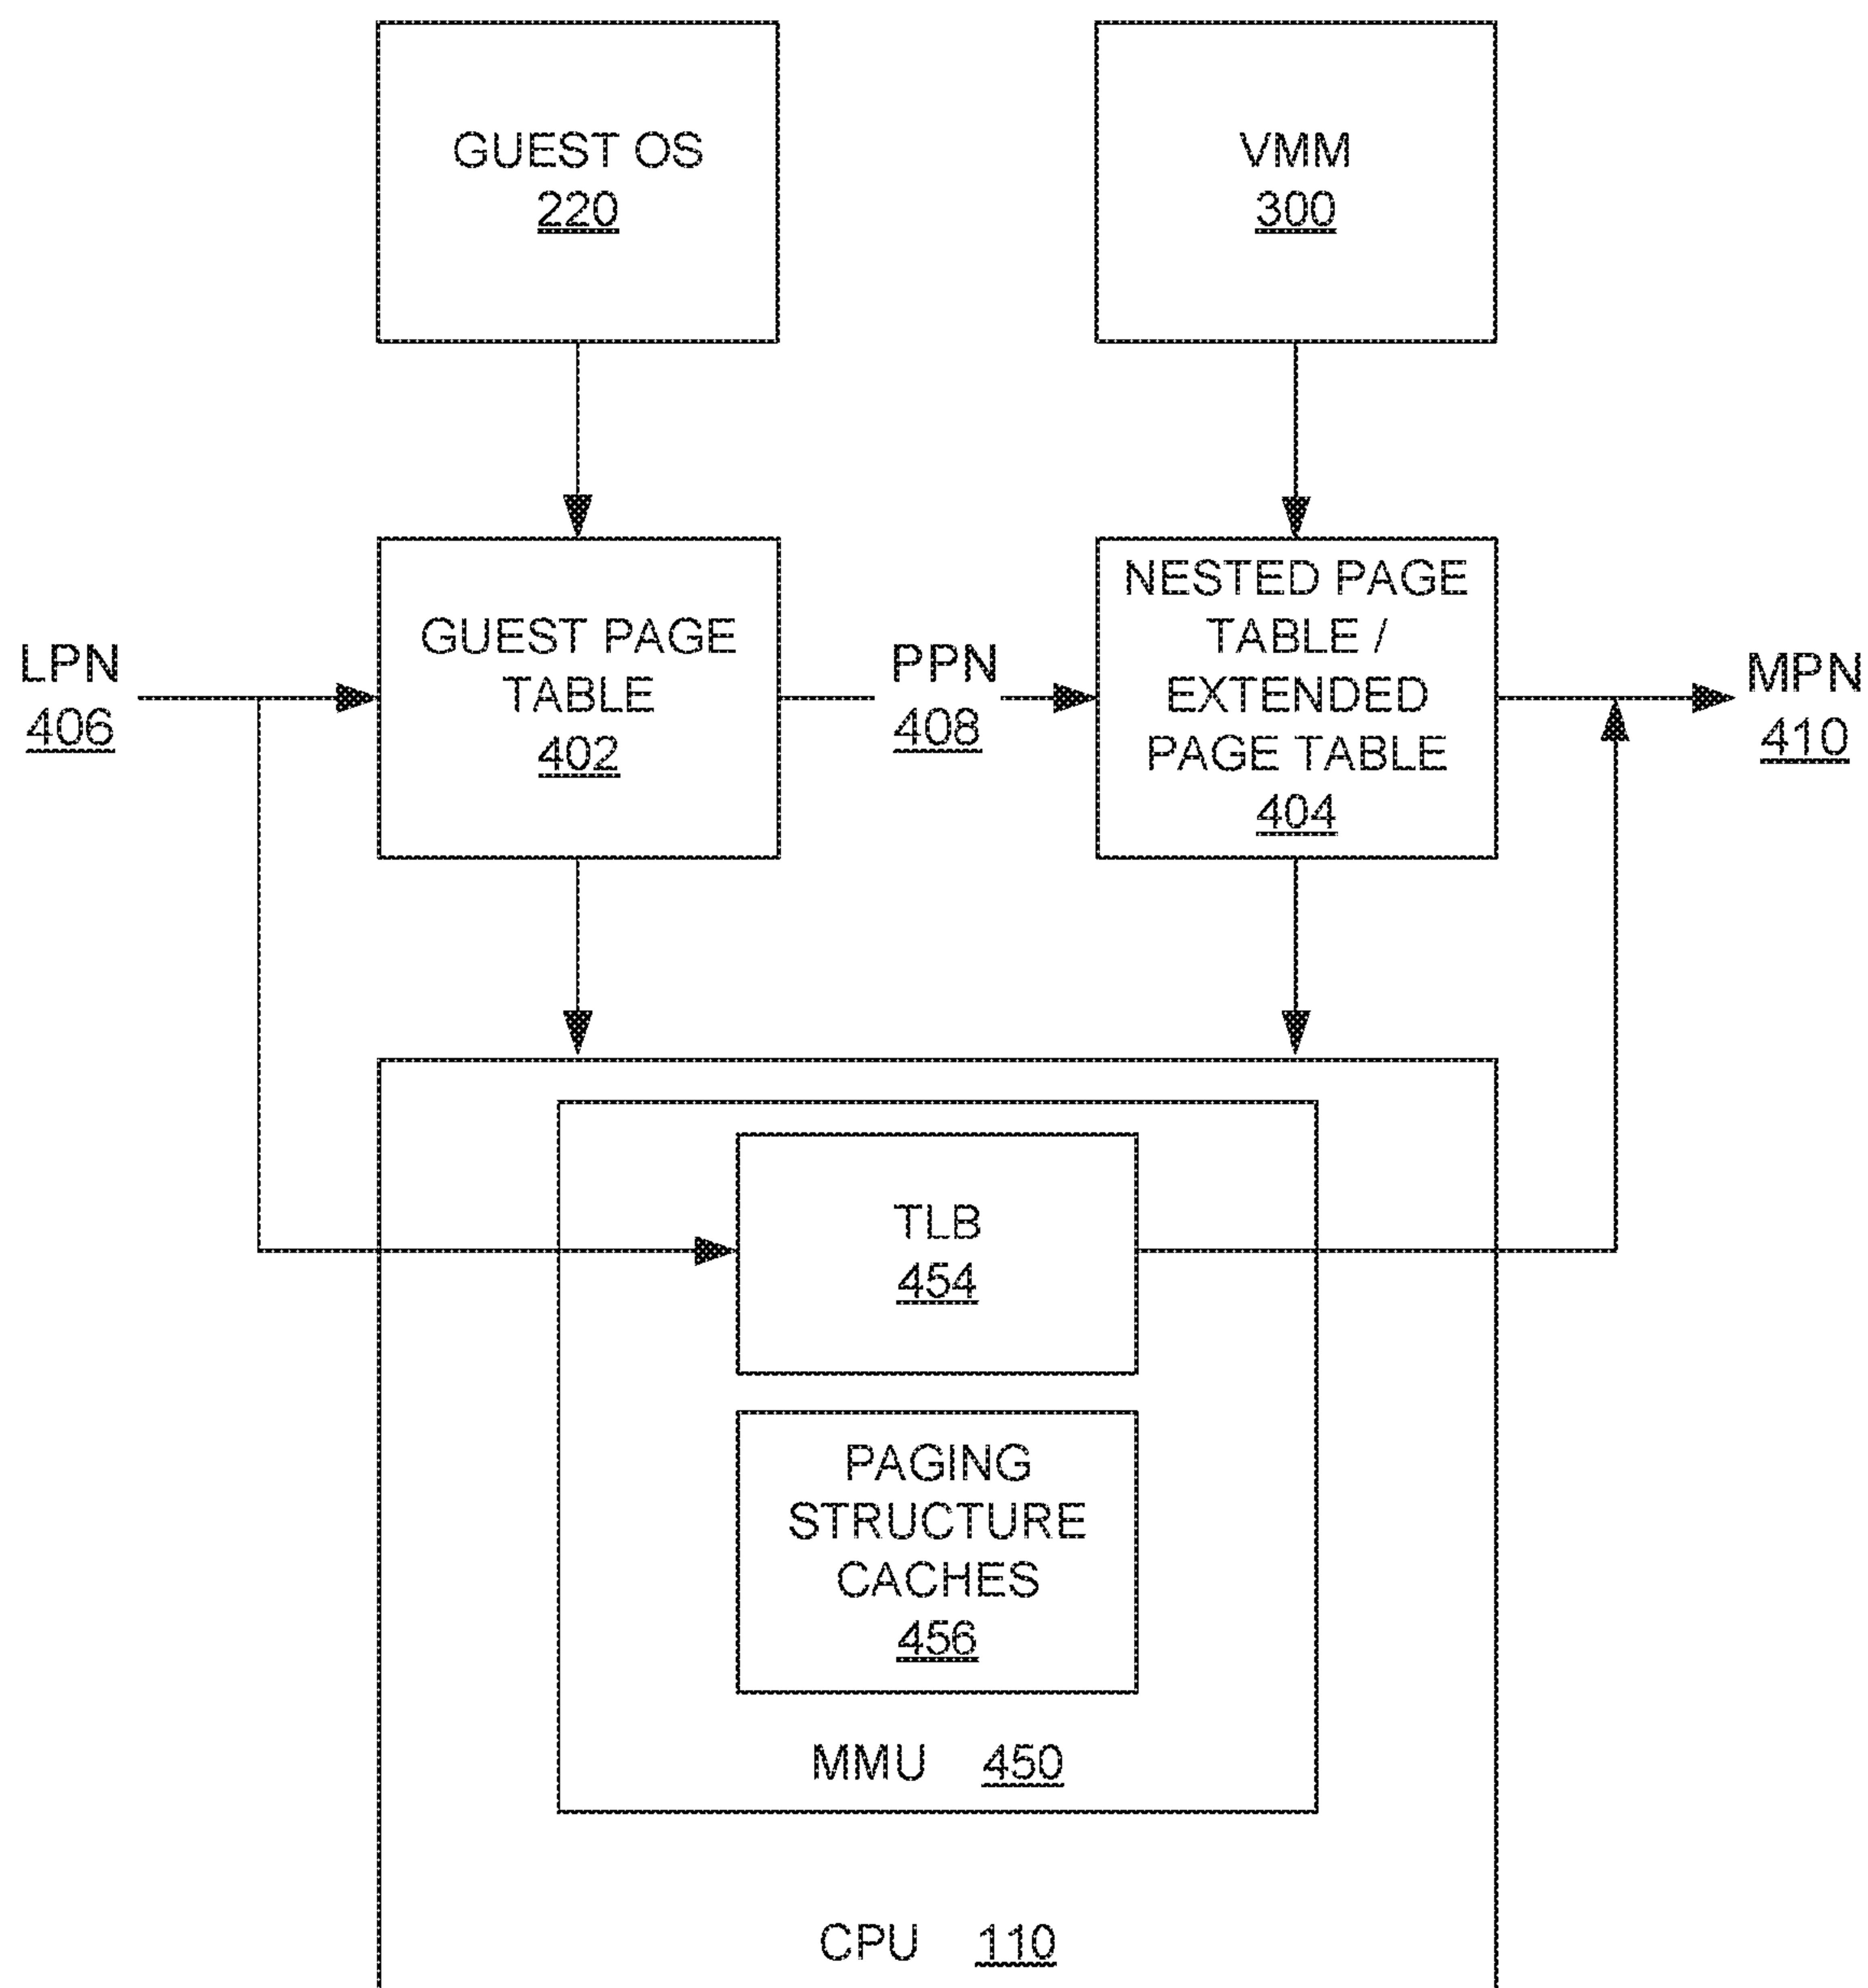 GUEST OS
220
VMM
300
LPN
406
GUEST PAGE
TABLE
402
PPN
408
NESTED PAGE
TABLE /
EXTENDED
PAGE TABLE
404
MPN
410
TLB
454
PAGING
STRUCTURE
CACHES
456
MMU 450
CPU 110